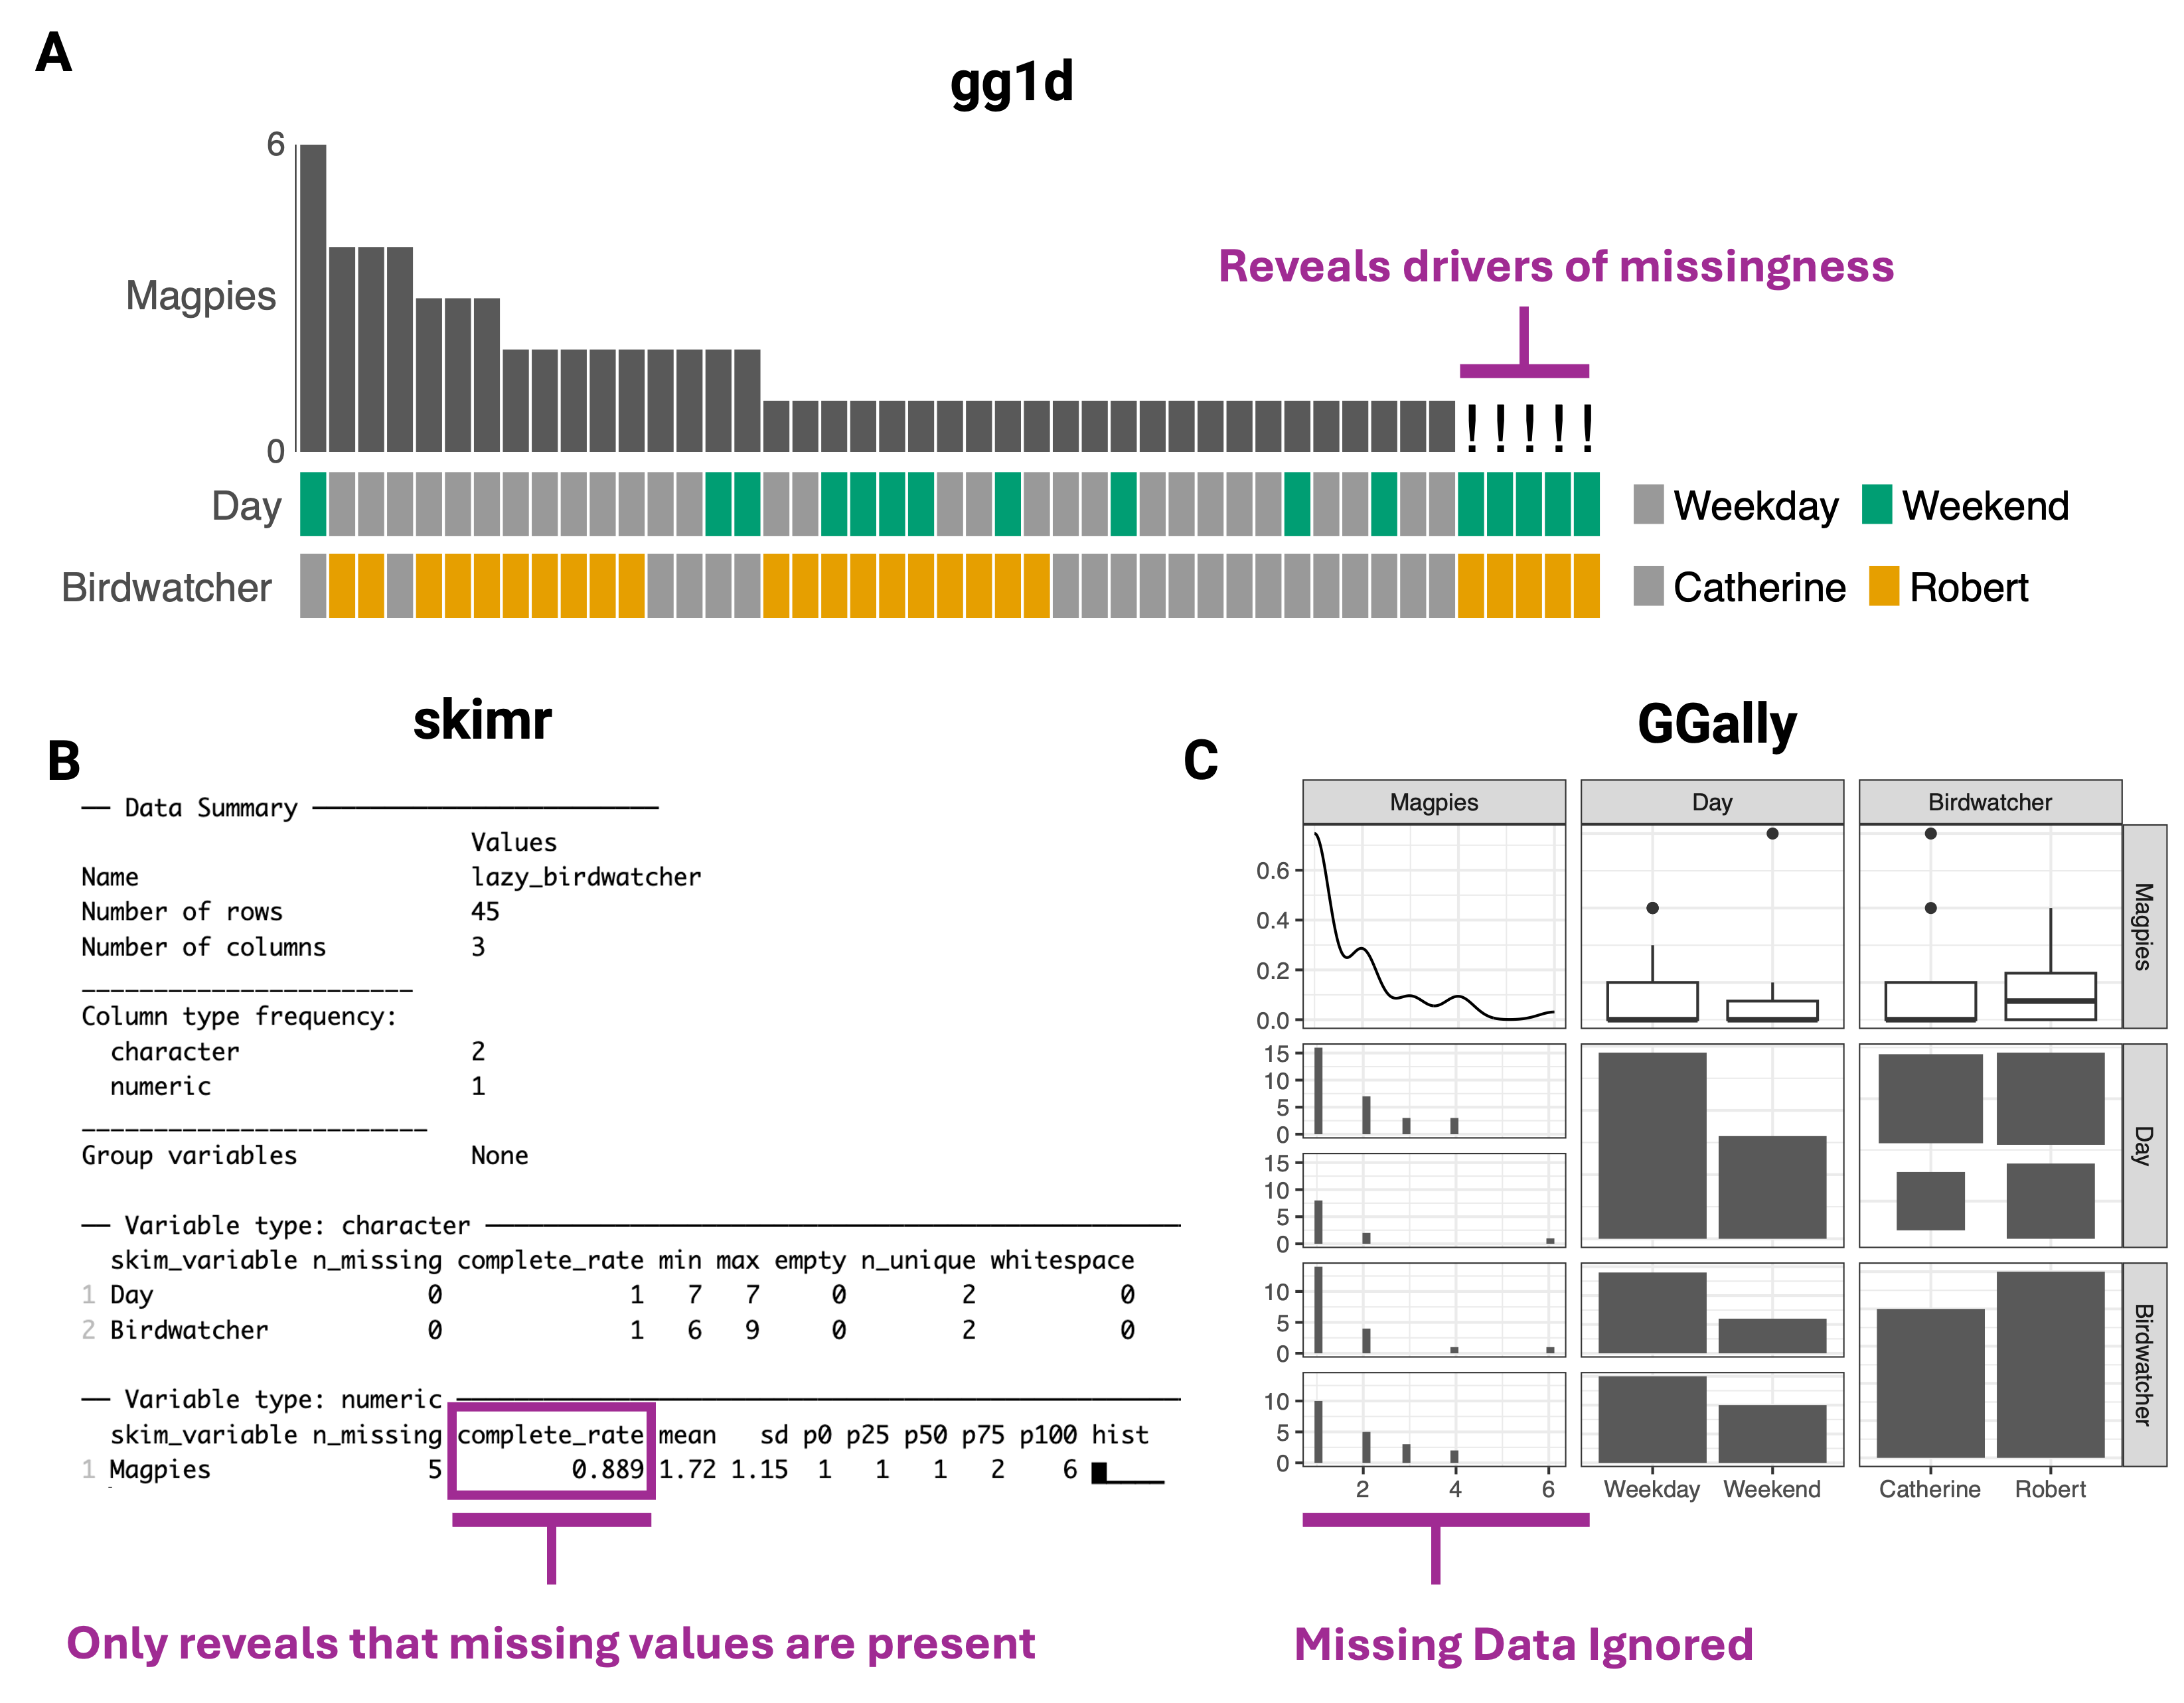 A
gg1d
6
Magpies
0
Reveals drivers of missingness
! ! ! ! !
Day
Weekday Weekend
Birdwatcher
Catherine Robert
skimr
B
── Data Summary ────────────────────────
Values
Name lazy_birdwatcher
Number of rows 45
Number of columns 3
_______________________
Column type frequency:
character 2
numeric 1
________________________
Group variables None
── Variable type: character ────────────────────────────────────────────────
skim_variable n_missing complete_rate min max empty n_unique whitespace
1 Day 0 1 7 7 0 2 0
2 Birdwatcher 0 1 6 9 0 2 0
── Variable type: numeric ──────────────────────────────────────────────────
skim_variable n_missing complete_rate mean sd p0 p25 p50 p75 p100 hist
1 Magpies 5 0.889 1.72 1.15 1 1 1 2 6
Only reveals that missing values are present
GGally
C
Magpies Day Birdwatcher
0.6
0.4
0.2
0.0
Magpies
15
10
5
0
15
10
5
0
Day
10
5
0
10
5
0
Birdwatcher
2 4 6 Weekday Weekend Catherine Robert
Missing Data Ignored